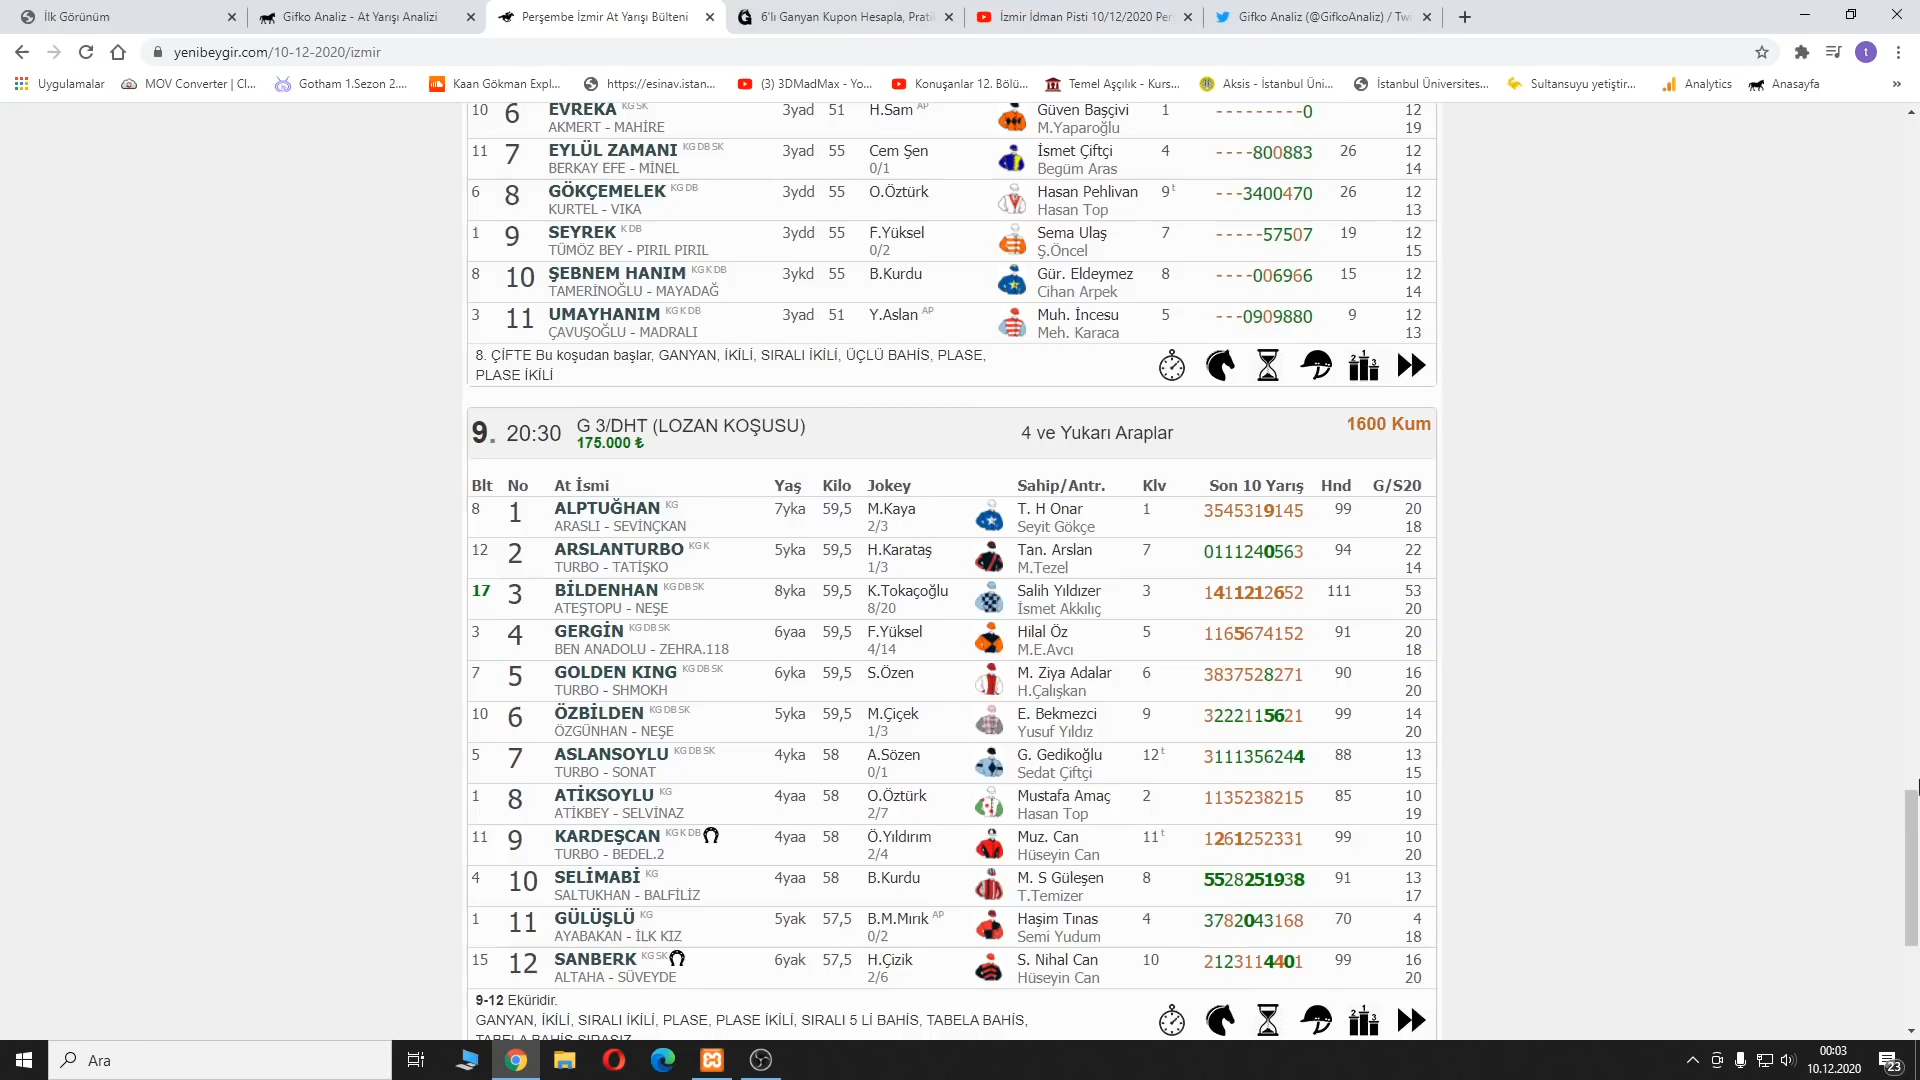 İlk Görünüm
Gifko Analiz - At Yarışı Analizi
Perşembe İzmir At Yarışı Bülteni
6'lı Ganyan Kupon Hesapla, Prati
İzmir İdman Pisti 10/12/2020 Per
Gifko Analiz (@GifkoAnaliz) / Tw
yenibeygir.com/10-12-2020/izmir
t
Uygulamalar
MOV Converter | Cl...
Gotham 1.Sezon 2....
Kaan Gökman Expl...
https://esinav.istan...
(3) 3DMadMax - Yo...
Konuşanlar 12. Bölü...
Temel Aşçılık - Kurs...
Aksis - İstanbul Üni...
İstanbul Üniversites...
Sultansuyu yetiştir...
Analytics
Anasayfa
»
10 6 EVREKA KG SK 3yad 51 H.Sam AP Güven Başçivi 1 ---------0 12
AKMERT - MAHİRE M.Yaparoğlu 19
11 7 EYLÜL ZAMANI KG DB SK 3yad 55 Cem Şen İsmet Çiftçi 4 ----800883 26 12
BERKAY EFE - MİNEL 0/1 Begüm Aras 14
6 8 GÖKÇEMELEK KG DB 3ydd 55 O.Öztürk Hasan Pehlivan 9t ---3400470 26 12
KURTEL - VIKA Hasan Top 13
1 9 SEYREK K DB 3ydd 55 F.Yüksel Sema Ulaş 7 -----57507 19 12
TÜMÖZ BEY - PIRIL PIRIL 0/2 Ş.Öncel 15
8 10 ŞEBNEM HANIM KG K DB 3ykd 55 B.Kurdu Gür. Eldeymez 8 ----006966 15 12
TAMERİNOĞLU - MAYADAĞ Cihan Arpek 14
3 11 UMAYHANIM KG K DB 3yad 51 Y.Aslan AP Muh. İncesu 5 ---0909880 9 12
ÇAVUŞOĞLU - MADRALI Meh. Karaca 13
8. ÇİFTE Bu koşudan başlar, GANYAN, İKİLİ, SIRALI İKİLİ, ÜÇLÜ BAHİS, PLASE,
PLASE İKİLİ
9. 20:30 G 3/DHT (LOZAN KOŞUSU) 4 ve Yukarı Araplar 1600 Kum
175.000 ₺
Blt No At İsmi Yaş Kilo Jokey Sahip/Antr. Klv Son 10 Yarış Hnd G/S20
8 1 ALPTUĞHAN KG 7yka 59,5 M.Kaya T. H Onar 1 3545319145 99 20
ARASLI - SEVİNÇKAN 2/3 Seyit Gökçe 18
12 2 ARSLANTURBO KG K 5yka 59,5 H.Karataş Tan. Arslan 7 0111240563 94 22
TURBO - TATİŞKO 1/3 M.Tezel 14
17 3 BİLDENHAN KG DB SK 8yka 59,5 K.Tokaçoğlu Salih Yıldızer 3 1411212652 111 53
ATEŞTOPU - NEŞE 8/20 İsmet Akkılıç 20
3 4 GERGİN KG DB SK 6yaa 59,5 F.Yüksel Hilal Öz 5 1165674152 91 20
BEN ANADOLU - ZEHRA.118 4/14 M.E.Avcı 18
7 5 GOLDEN KING KG DB SK 6yka 59,5 S.Özen M. Ziya Adalar 6 3837528271 90 16
TURBO - SHMOKH H.Çalışkan 20
10 6 ÖZBİLDEN KG DB SK 5yka 59,5 M.Çiçek E. Bekmezci 9 3222115621 99 14
ÖZGÜNHAN - NEŞE 1/3 Yusuf Yıldız 20
5 7 ASLANSOYLU KG DB SK 4yka 58 A.Sözen G. Gedikoğlu 12t 3111356244 88 13
TURBO - SONAT 0/1 Sedat Çiftçi 15
1 8 ATİKSOYLU KG 4yaa 58 O.Öztürk Mustafa Amaç 2 1135238215 85 10
ATİKBEY - SELVİNAZ 2/7 Hasan Top 19
11 9 KARDEŞCAN KG K DB 4yaa 58 Ö.Yıldırım Muz. Can 11t 1261252331 99 10
TURBO - BEDEL.2 2/4 Hüseyin Can 20
4 10 SELİMABİ KG 4yaa 58 B.Kurdu M. S Güleşen 8 5528251938 91 13
SALTUKHAN - BALFİLİZ T.Temizer 17
1 11 GÜLÜŞLÜ KG 5yak 57,5 B.M.Mırık AP Haşim Tınas 4 3782043168 70 4
AYABAKAN - İLK KIZ 0/2 Semi Yudum 18
15 12 SANBERK KG SK 6yak 57,5 H.Çizik S. Nihal Can 10 2123114401 99 16
ALTAHA - SÜVEYDE 2/6 Hüseyin Can 20
9-12 Eküridir.
GANYAN, İKİLİ, SIRALI İKİLİ, PLASE, PLASE İKİLİ, SIRALI 5 Lİ BAHİS, TABELA BAHİS,
TABELA BAHİS SIRASIZ
Ara
00:03
10.12.2020
23